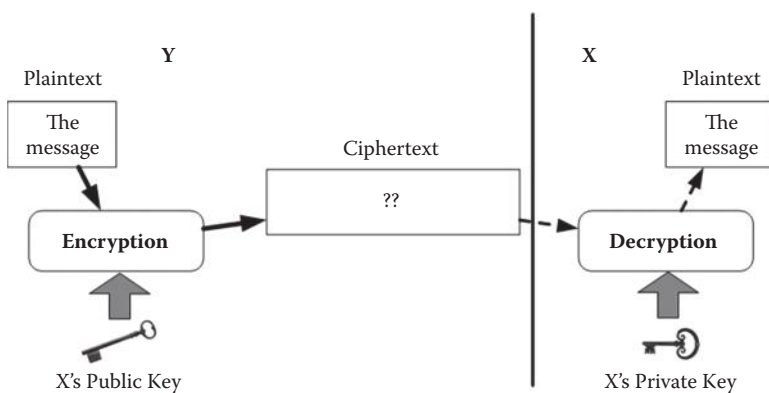 Y
X
Plaintext
Plaintext
The
message
The
message
Ciphertext
??
Encryption
Decryption
X's Public Key
X's Private Key